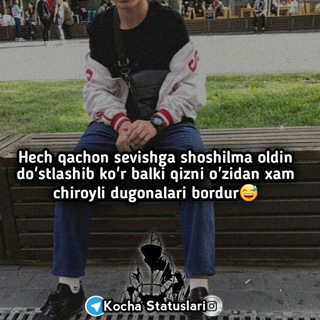 Hech qachon sevishga shoshilma oldin
do'stlashib ko'r balki qizni o'zidan xam
chiroyli dugonalari bordur😅
Kocha Statuslari